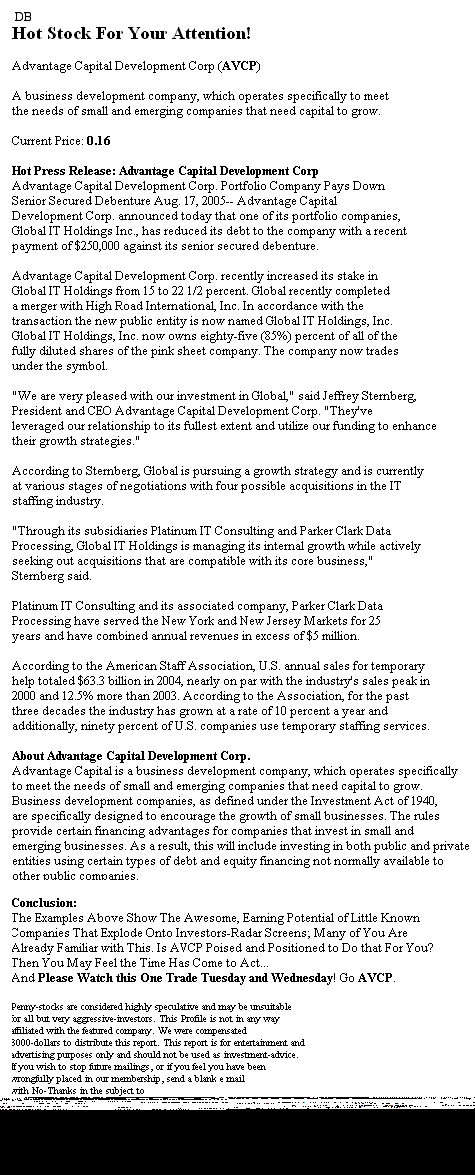 DB
Hot Stock For Your Attention!
Advantage Capital Development Corp (AVCP)
A business development company, which operates specifically to meet
the needs of small and emerging companies that need capital to grow.
Current Price: 0.16
Hot Press Release: Advantage Capital Development Corp
Advantage Capital Development Corp. Portfolio Company Pays Down
Senior Secured Debenture Aug. 17, 2005-- Advantage Capital
Development Corp. announced today that one of its portfolio companies,
Global IT Holdings Inc., has reduced its debt to the company with a recent
payment of $250,000 against its senior secured debenture.
Advantage Capital Development Corp. recently increased its stake in
Global IT Holdings from 15 to 22 1/2 percent. Global recently completed
a merger with High Road International, Inc. In accordance with the
transaction the new public entity is now named Global IT Holdings, Inc.
Global IT Holdings, Inc. now owns eighty-five (85%) percent of all of the
fully diluted shares of the pink sheet company. The company now trades
under the symbol.
"We are very pleased with our investment in Global," said Jeffrey Sternberg,
President and CEO Advantage Capital Development Corp. "They've
leveraged our relationship to its fullest extent and utilize our funding to enhance
their growth strategies."
According to Sternberg, Global is pursuing a growth strategy and is currently
at various stages of negotiations with four possible acquisitions in the IT
staffing industry.
"Through its subsidiaries Platinum IT Consulting and Parker Clark Data
Processing, Global IT Holdings is managing its internal growth while actively
seeking out acquisitions that are compatible with its core business,"
Sternberg said.
Platinum IT Consulting and its associated company, Parker Clark Data
Processing have served the New York and New Jersey Markets for 25
years and have combined annual revenues in excess of $5 million.
According to the American Staff Association, U.S. annual sales for temporary
help totaled $63.3 billion in 2004, nearly on par with the industry's sales peak in
2000 and 12.5% more than 2003. According to the Association, for the past
three decades the industry has grown at a rate of 10 percent a year and
additionally, ninety percent of U.S. companies use temporary staffing services.
About Advantage Capital Development Corp.
Advantage Capital is a business development company, which operates specifically
to meet the needs of small and emerging companies that need capital to grow.
Business development companies, as defined under the Investment Act of 1940,
are specifically designed to encourage the growth of small businesses. The rules
provide certain financing advantages for companies that invest in small and
emerging businesses. As a result, this will include investing in both public and private
entities using certain types of debt and equity financing not normally available to
other public companies.
Conclusion:
The Examples Above Show The Awesome, Earning Potential of Little Known
Companies That Explode Onto Investors-Radar Screens; Many of You Are
Already Familiar with This. Is AVCP Poised and Positioned to Do that For You?
Then You May Feel the Time Has Come to Act...
And Please Watch this One Trade Tuesday and Wednesday! Go AVCP.
Penny-stocks are considered highly speculative and may be unsuitable
for all but very aggressive-investors. This Profile is not in any way
affiliated with the featured company. We were compensated
3000-dollars to distribute this report. This report is for entertainment and
advertising purposes only and should not be used as investment-advice.
If you wish to stop future mailings, or if you feel you have been
wrongfully placed in our membership, send a blank e mail
with No-Thanks in the subject to